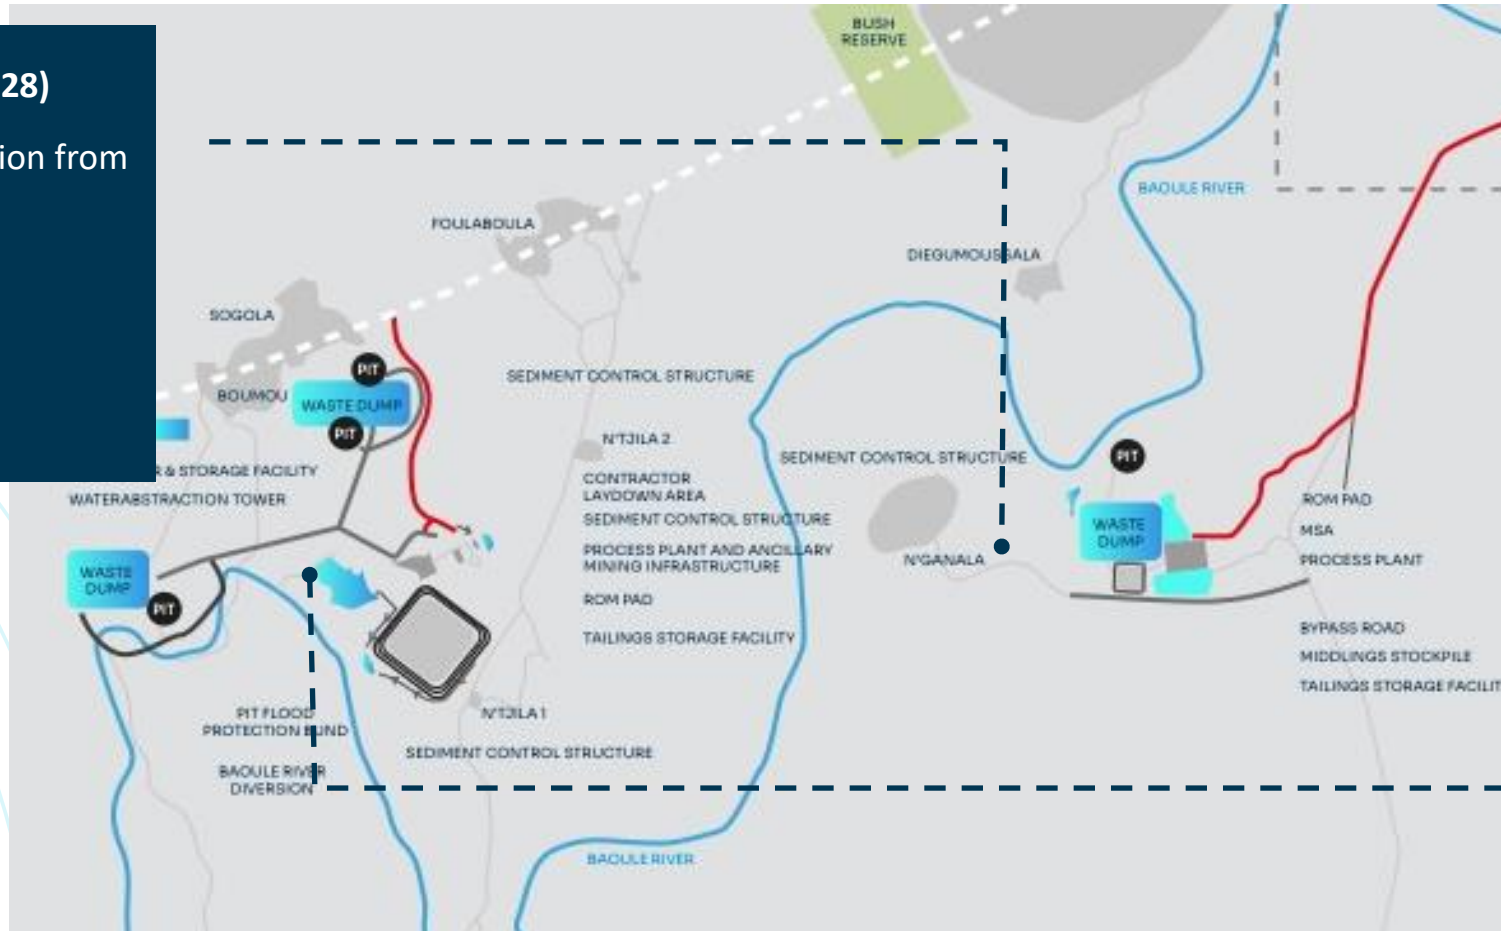 28)
ion from
BUSH
RESERVE
BAOULE RIVER
FOULABOULA
DIEGUMOUSSALA
SOGOLA
PIT
SEDIMENT CONTROL STRUCTURE
BOUMOU
WASTE DUMP
PIT
N'TJILA 2
SEDIMENT CONTROL STRUCTURE
PIT
R & STORAGE FACILITY
WATERABSTRACTION TOWER
CONTRACTOR
LAYDOWN AREA
SEDIMENT CONTROL STRUCTURE
PROCESS PLANT AND ANCILLARY
MINING INFRASTRUCTURE
ROM PAD
TAILINGS STORAGE FACILITY
N'GANALA
WASTE
DUMP
ROM PAD
MSA
PROCESS PLANT
BYPASS ROAD
MIDDLINGS STOCKPILE
TAILINGS STORAGE FACILIT
WASTE
DUMP
PIT
PIT FLOOD
PROTECTION BUND
BAOULE RIVER
DIVERSION
N'TJILA 1
SEDIMENT CONTROL STRUCTURE
BAOULE RIVER